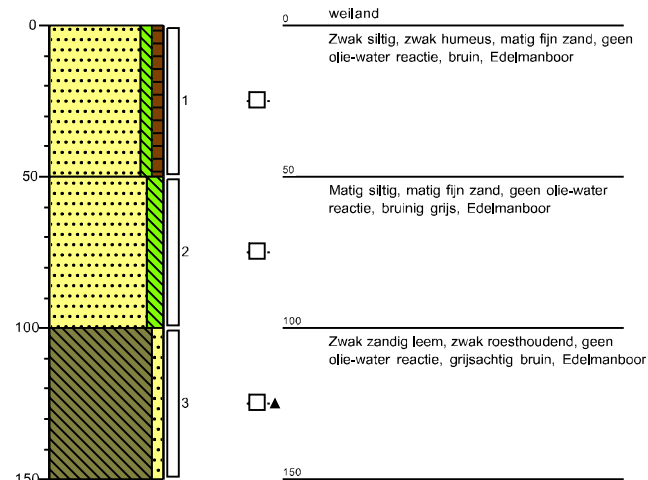 0
0
weiland
Zwak siltig, zwak humeus, matig fijn zand, geen
olie-water reactie, bruin, Edelmanboor
1
50
50
Matig siltig, matig fijn zand, geen olie-water
reactie, bruinig grijs, Edelmanboor
2
100
100
Zwak zandig leem, zwak roesthoudend, geen
olie-water reactie, grijsachtig bruin, Edelmanboor
3
150
150